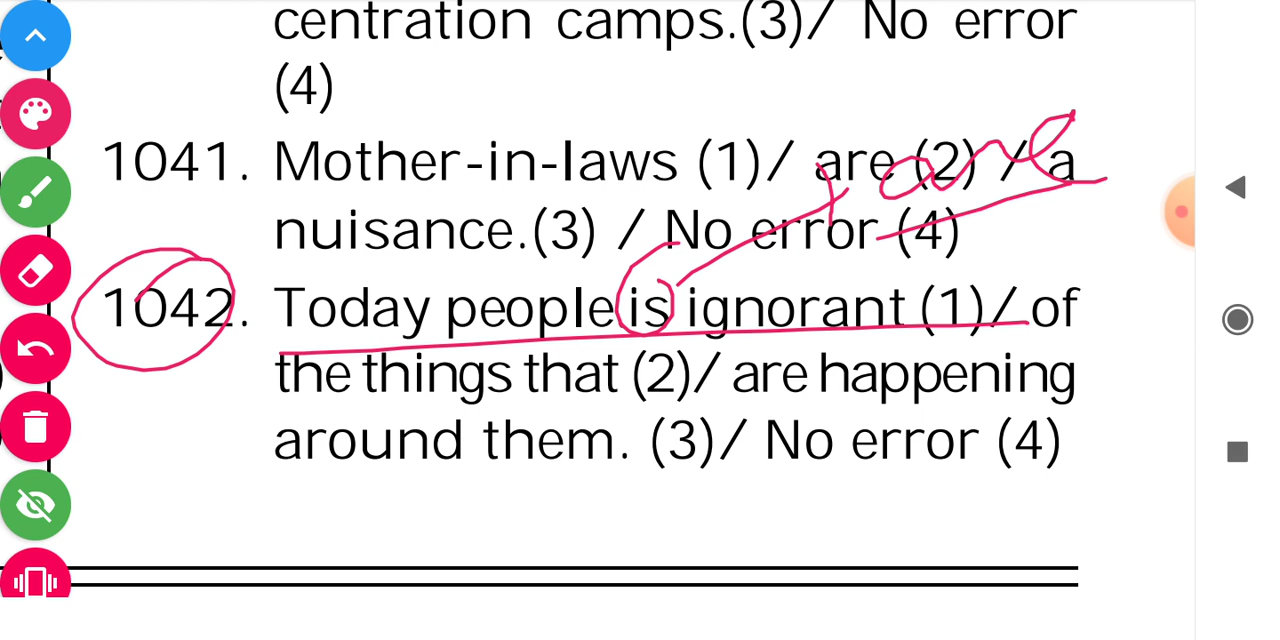 centration camps.(3)/ No error
(4)
1041. Mother-in-laws (1)/ are (2) / a
nuisance.(3) / No error (4)
are
1042. Today people is ignorant (1)/ of
the things that (2)/ are happening
around them. (3)/ No error (4)